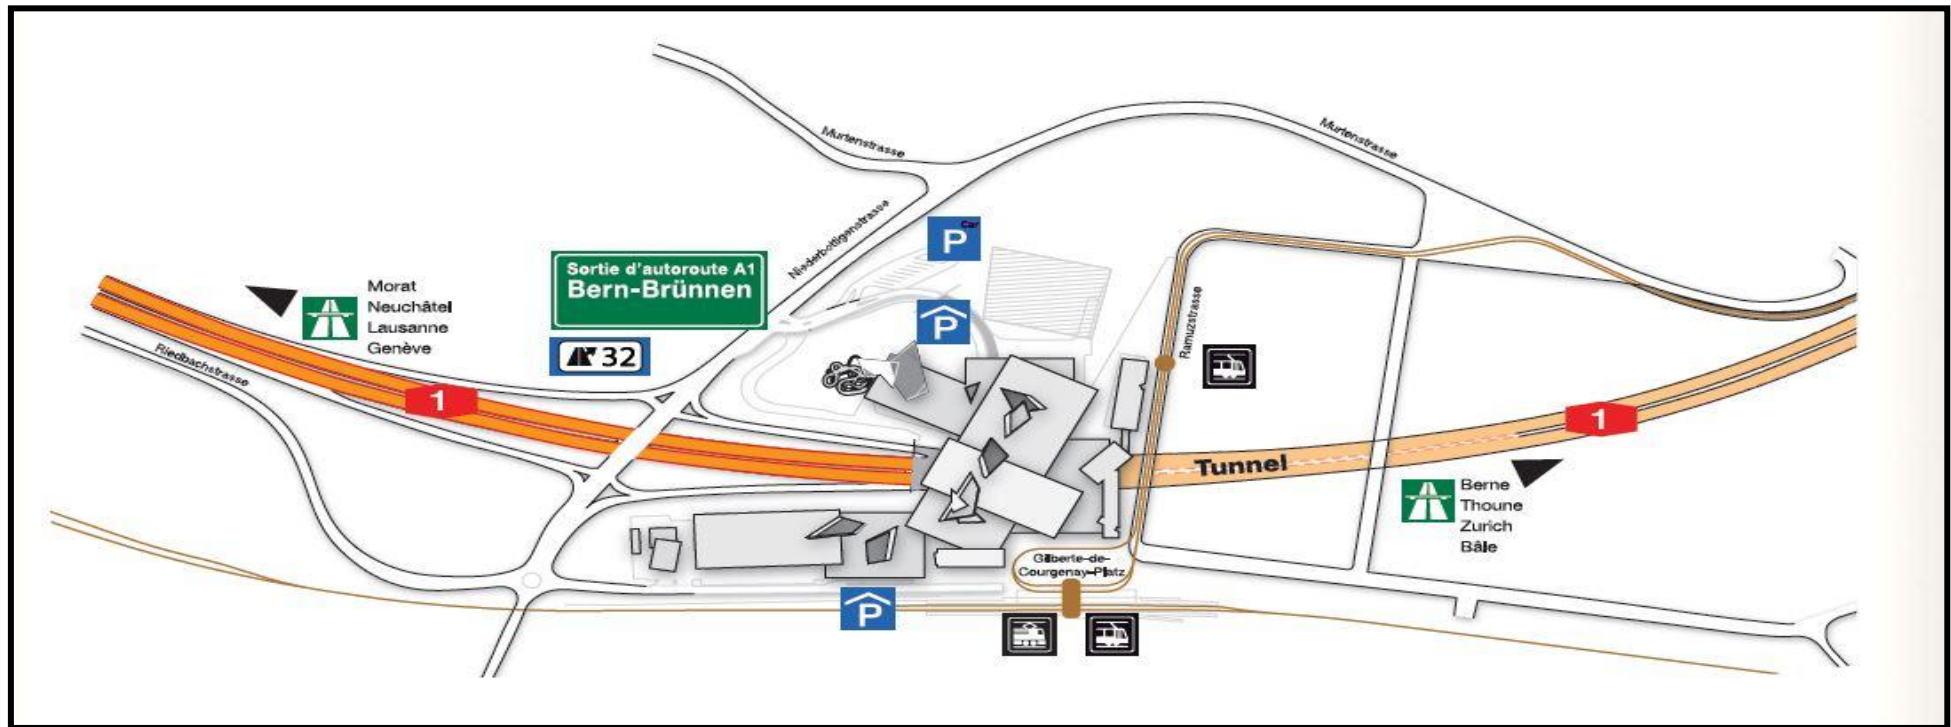 Murtenstrasse
Murtenstrasse
Niederbottigenstrasse
Car
P
Sortie d'autoroute A1
Bern-Brünnen
32
Morat
Neuchâtel
Lausanne
Genève
P
Ramuzstrasse
Riedbachstrasse
1
1
Tunnel
Berne
Thoune
Zurich
Bâle
Gilberte-de-
Courgenay-Platz
P